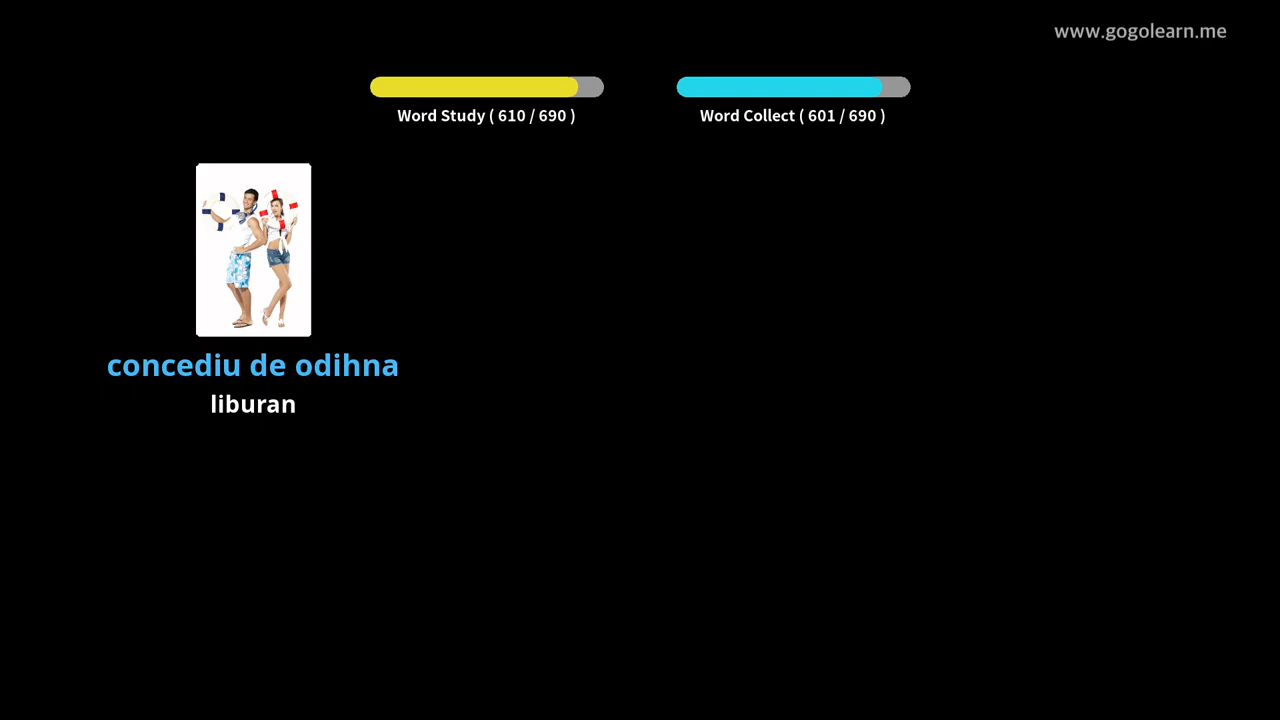 www.gogolearn.me
Word Study ( 610 / 690 )
Word Collect ( 601 / 690 )
concediu de odihna
liburan